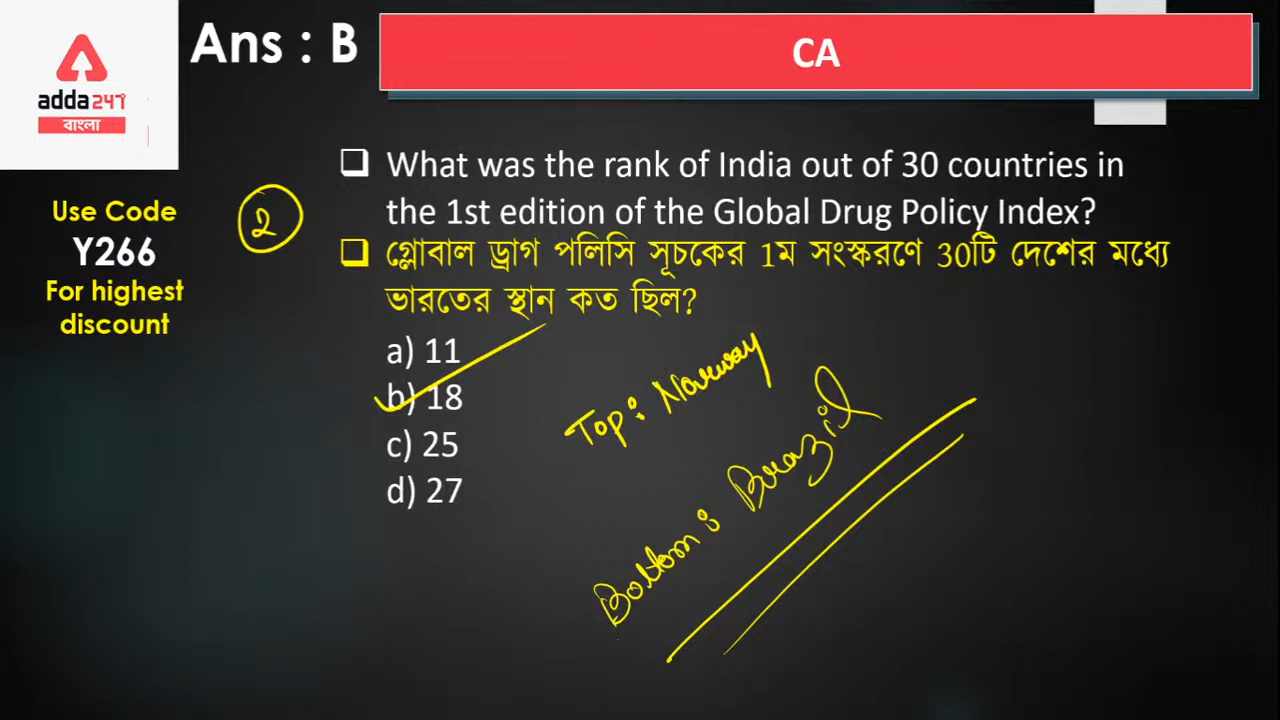 Ans : B
CA
adda247
বাংলা
Use Code
Y266
For highest
discount
2
What was the rank of India out of 30 countries in
the 1st edition of the Global Drug Policy Index?
গ্লোবাল ড্রাগ পলিসি সূচকের 1ম সংস্করণে 30টি দেশের মধ্যে
ভারতের স্থান কত ছিল?
a) 11
b) 18
c) 25
d) 27
Top: Norway
Bottom: Brazil